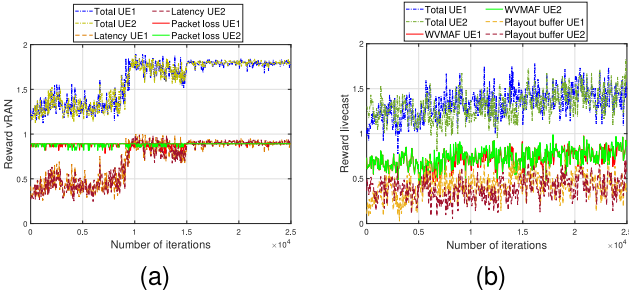 Total UE1 Packet loss UE1
Total UE2 Latency UE2
Latency UE1 Packet loss UE2
2
1.5
1
0.5
0
Reward vRAN
0 0.5 1 1.5 2 2.5
Number of iterations ×10⁴
(a)
Total UE1 WVMAF UE2
Total UE2 Playout buffer UE1
WVMAF UE1 Playout buffer UE2
2
1.5
1
0.5
0
Reward livecast
0 0.5 1 1.5 2 2.5
Number of iterations ×10⁴
(b)